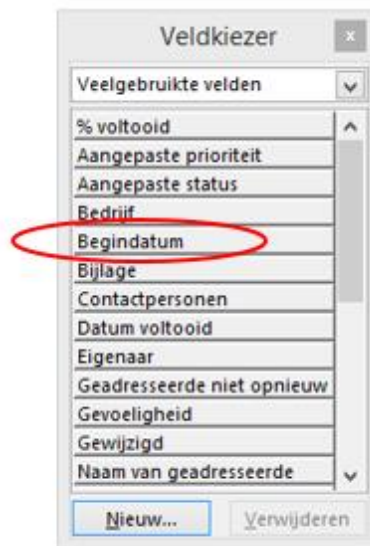 Veldkiezer
x
Veelgebruikte velden
% voltooid
Aangepaste prioriteit
Aangepaste status
Bedrijf
Begindatum
Bijlage
Contactpersonen
Datum voltooid
Eigenaar
Geadresseerde niet opnieuw
Gevoeligheid
Gewijzigd
Naam van geadresseerde
Nieuw...
Verwijderen